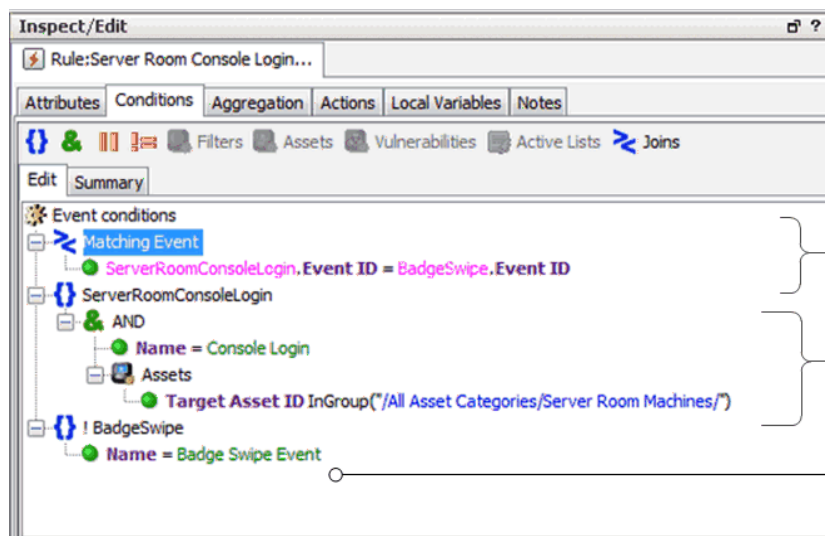 Inspect/Edit ?
Rule:Server Room Console Login...
Attributes Conditions Aggregation Actions Local Variables Notes
{} & Filters Assets Vulnerabilities Active Lists Joins
Edit Summary
Event conditions
Matching Event
ServerRoomConsoleLogin.Event ID = BadgeSwipe.Event ID
{} ServerRoomConsoleLogin
& AND
Name = Console Login
Assets
Target Asset ID InGroup("/All Asset Categories/Server Room Machines/")
{} ! BadgeSwipe
Name = Badge Swipe Event